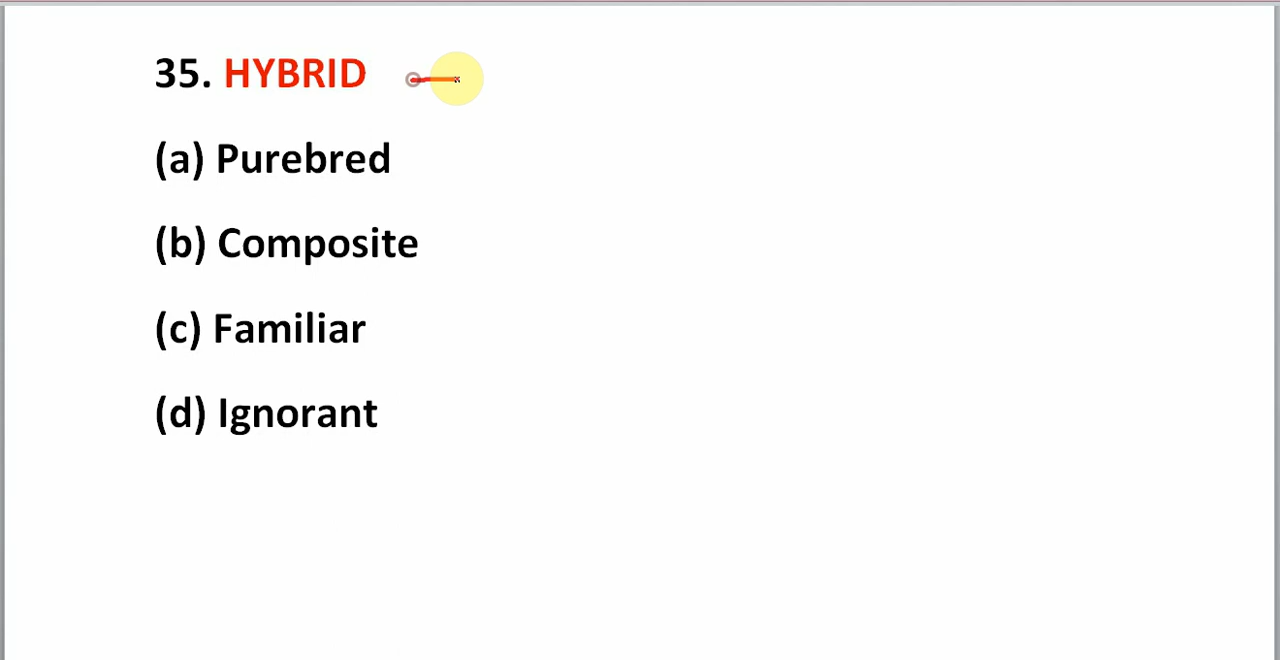 35. HYBRID
(a) Purebred
(b) Composite
(c) Familiar
(d) Ignorant